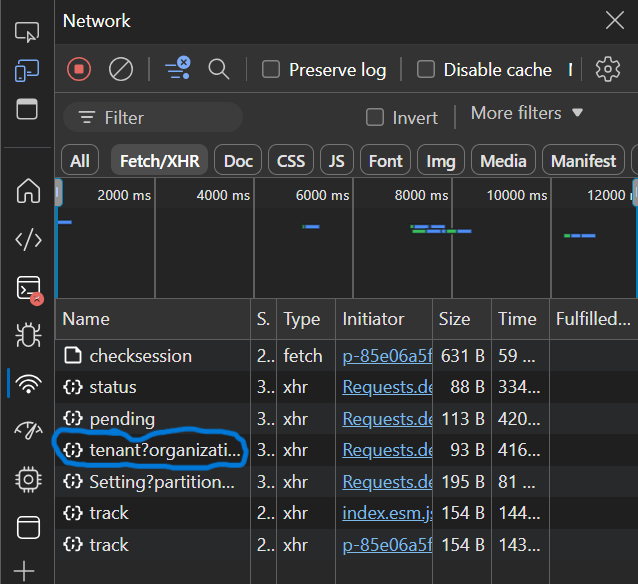 Network
Preserve log Disable cache
Filter Invert More filters
All Fetch/XHR Doc CSS JS Font Img Media Manifest
2000 ms 4000 ms 6000 ms 8000 ms 10000 ms 12000
Name S. Type Initiator Size Time Fulfilled...
checksession 2.. fetch p-85e06a5f 631 B 59 ...
status 3.. xhr Requests.de 88 B 334...
pending 3.. xhr Requests.de 113 B 420...
tenant?organizati... 3.. xhr Requests.de 93 B 416...
Setting?partition... 3.. xhr Requests.de 195 B 81 ...
track 2.. xhr index.esm.js 154 B 144...
track 2.. xhr p-85e06a5f 154 B 143...